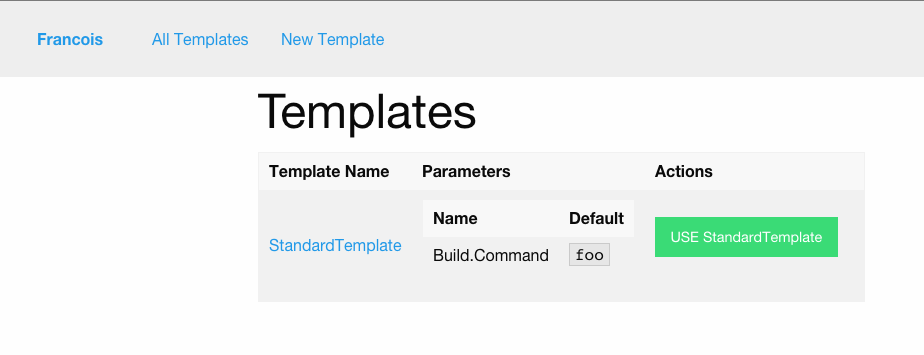 Francois All Templates New Template
Templates
Template Name Parameters Actions
Name Default
StandardTemplate Build.Command foo USE StandardTemplate